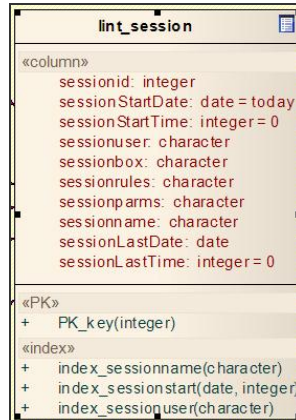 lint_session
«column»
sessionid: integer
sessionStartDate: date = today
sessionStartTime: integer = 0
sessionuser: character
sessionbox: character
sessionrules: character
sessionparms: character
sessionname: character
sessionLastDate: date
sessionLastTime: integer = 0
«PK»
+ PK_key(integer)
«index»
+ index_sessionname(character)
+ index_sessionstart(date, integer)
+ index_sessionuser(character)